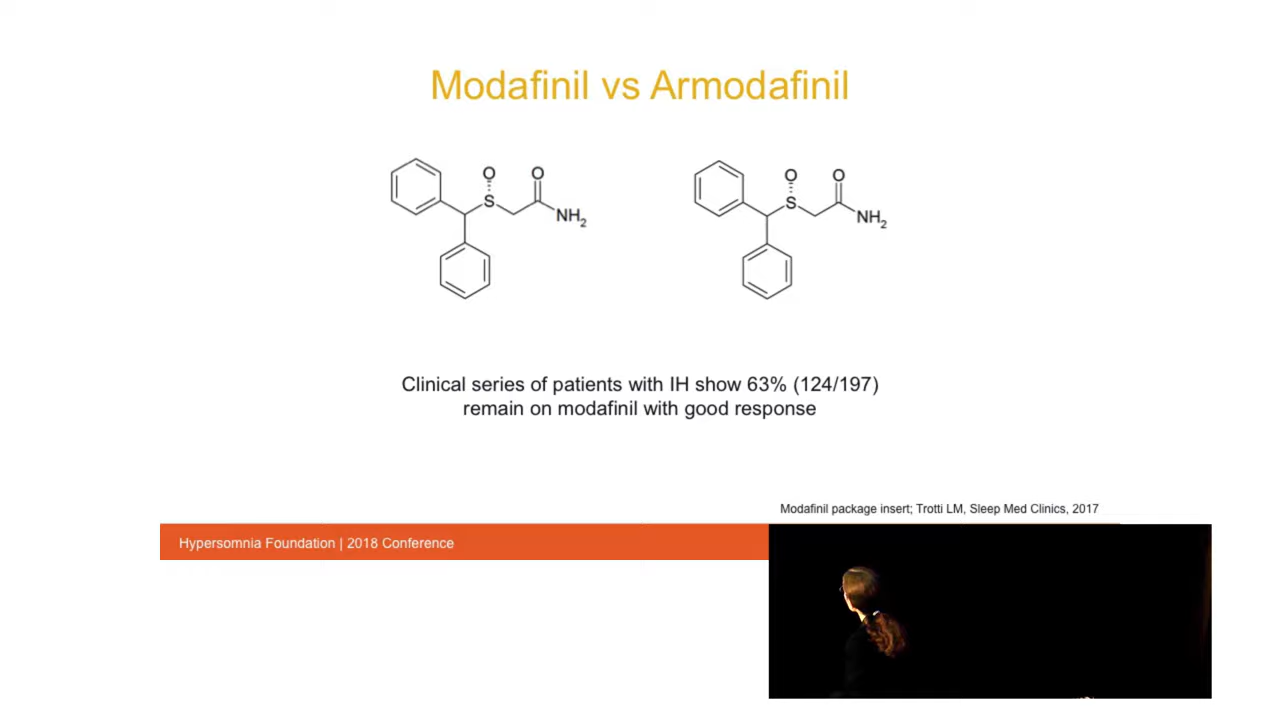 Modafinil vs Armodafinil
O
S
O
NH2
O
S
O
NH2
Clinical series of patients with IH show 63% (124/197)
remain on modafinil with good response
Modafinil package insert; Trotti LM, Sleep Med Clinics, 2017
Hypersomnia Foundation | 2018 Conference